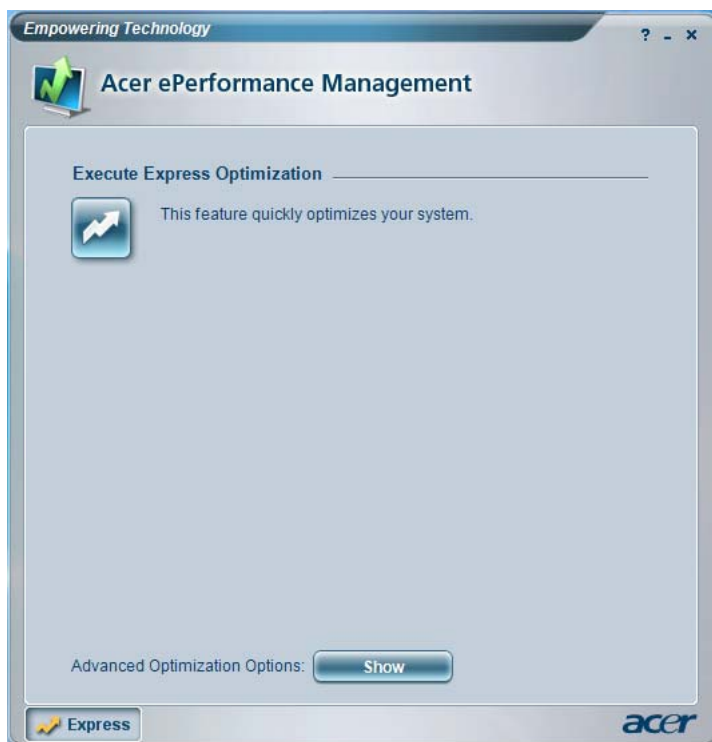 Empowering Technology
? - ×
Acer ePerformance Management
Execute Express Optimization
This feature quickly optimizes your system.
Advanced Optimization Options: Show
Express
acer